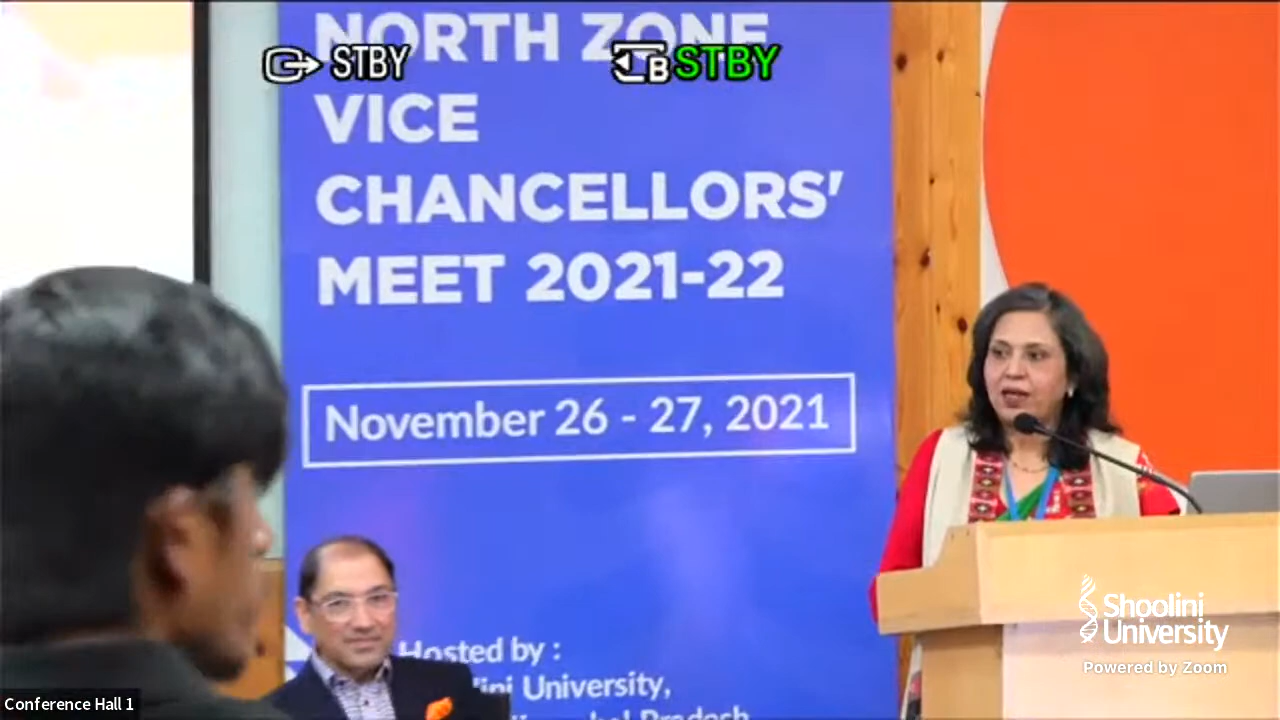 NORTH ZONE
STBY
STBY
VICE
CHANCELLORS'
MEET 2021-22
November 26 - 27, 2021
Hosted by :
University,
Pradesh
Shoolini
University
Powered by Zoom
Conference Hall 1